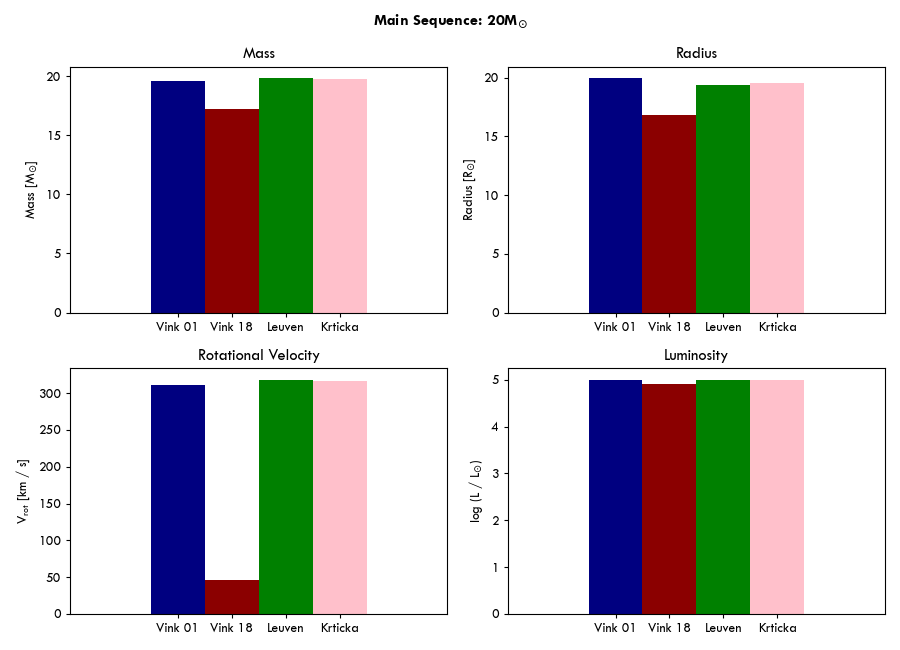 Main Sequence: 20M☉
Mass
Mass [M☉]
20
15
10
5
0
Vink 01 Vink 18 Leuven Krticka
Radius
Radius [R☉]
20
15
10
5
0
Vink 01 Vink 18 Leuven Krticka
Rotational Velocity
Vrot [km / s]
300
250
200
150
100
50
0
Vink 01 Vink 18 Leuven Krticka
Luminosity
log (L / L☉)
5
4
3
2
1
0
Vink 01 Vink 18 Leuven Krticka